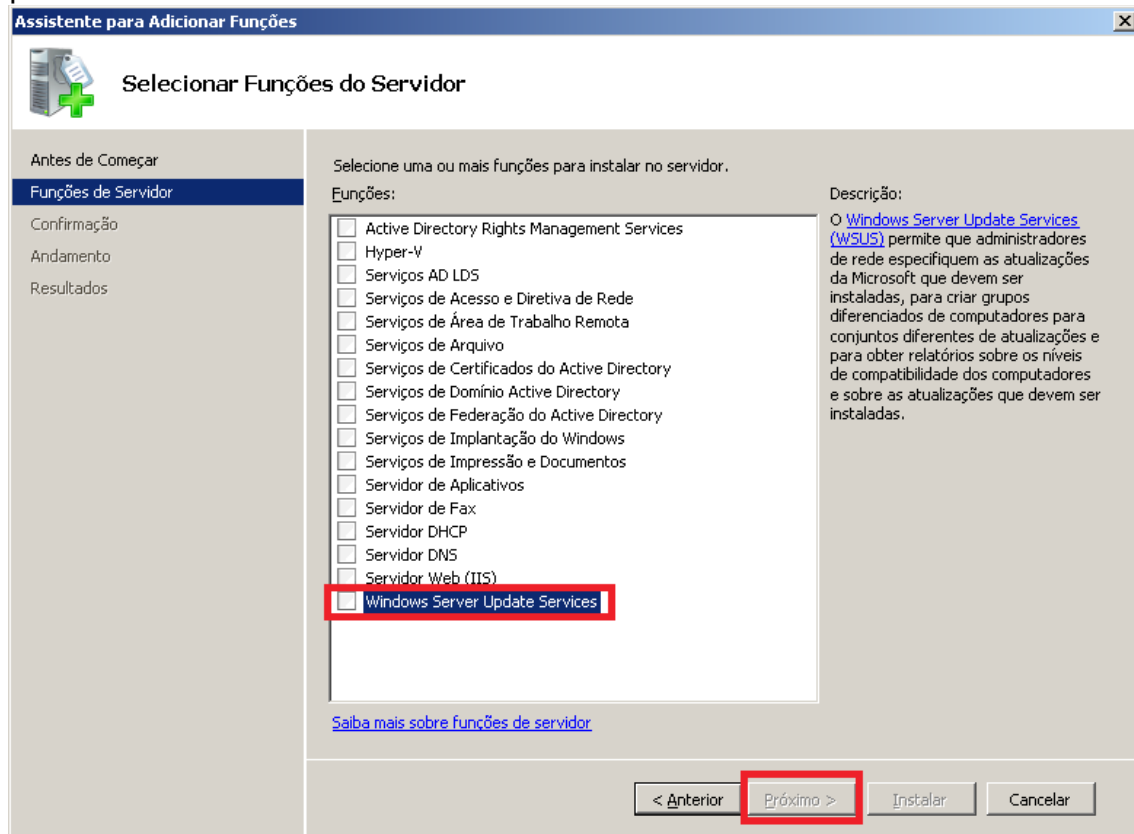 Assistente para Adicionar Funções
Selecionar Funções do Servidor
Antes de Começar
Funções de Servidor
Confirmação
Andamento
Resultados
Selecione uma ou mais funções para instalar no servidor.
Funções:
Active Directory Rights Management Services
Hyper-V
Serviços AD LDS
Serviços de Acesso e Diretiva de Rede
Serviços de Área de Trabalho Remota
Serviços de Arquivo
Serviços de Certificados do Active Directory
Serviços de Domínio Active Directory
Serviços de Federação do Active Directory
Serviços de Implantação do Windows
Serviços de Impressão e Documentos
Servidor de Aplicativos
Servidor de Fax
Servidor DHCP
Servidor DNS
Servidor Web (IIS)
Windows Server Update Services
Saiba mais sobre funções de servidor
Descrição:
O Windows Server Update Services
(WSUS) permite que administradores
de rede especifiquem as atualizações
da Microsoft que devem ser
instaladas, para criar grupos
diferenciados de computadores para
conjuntos diferentes de atualizações e
para obter relatórios sobre os níveis
de compatibilidade dos computadores
e sobre as atualizações que devem ser
instaladas.
< Anterior
Próximo >
Instalar
Cancelar